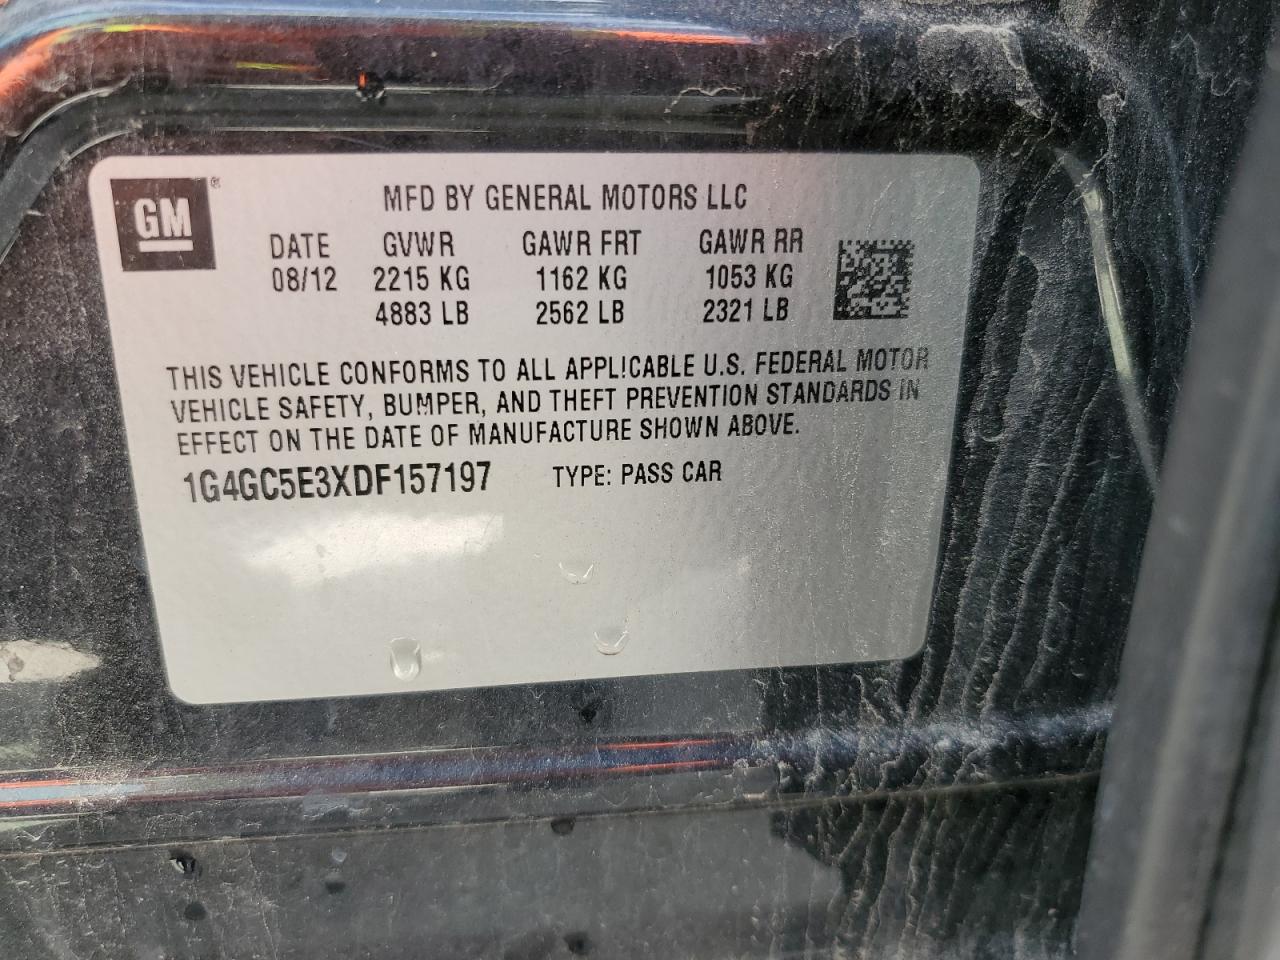 GM®
MFD BY GENERAL MOTORS LLC
DATE GVWR GAWR FRT GAWR RR
08/12 2215 KG 1162 KG 1053 KG
4883 LB 2562 LB 2321 LB
THIS VEHICLE CONFORMS TO ALL APPLICABLE U.S. FEDERAL MOTOR
VEHICLE SAFETY, BUMPER, AND THEFT PREVENTION STANDARDS IN
EFFECT ON THE DATE OF MANUFACTURE SHOWN ABOVE.
1G4GC5E3XDF157197 TYPE: PASS CAR